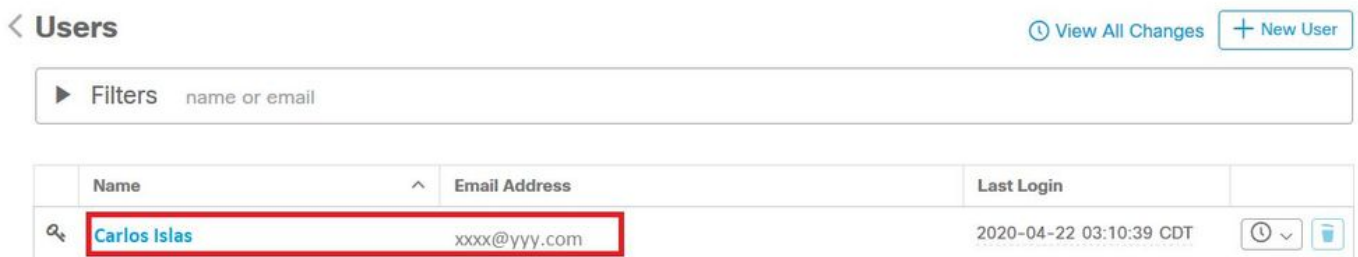 Users
View All Changes
New User
Filters name or email
Name Email Address Last Login
Carlos Islas xxxx@yyy.com 2020-04-22 03:10:39 CDT